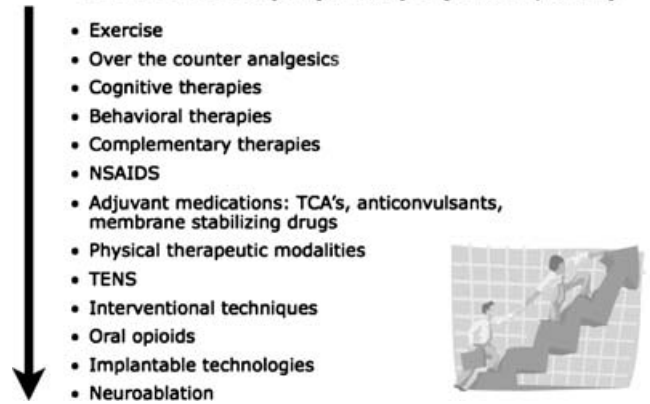 • Exercise
• Over the counter analgesics
• Cognitive therapies
• Behavioral therapies
• Complementary therapies
• NSAIDS
• Adjuvant medications: TCA's, anticonvulsants,
membrane stabilizing drugs
• Physical therapeutic modalities
• TENS
• Interventional techniques
• Oral opioids
• Implantable technologies
• Neuroablation